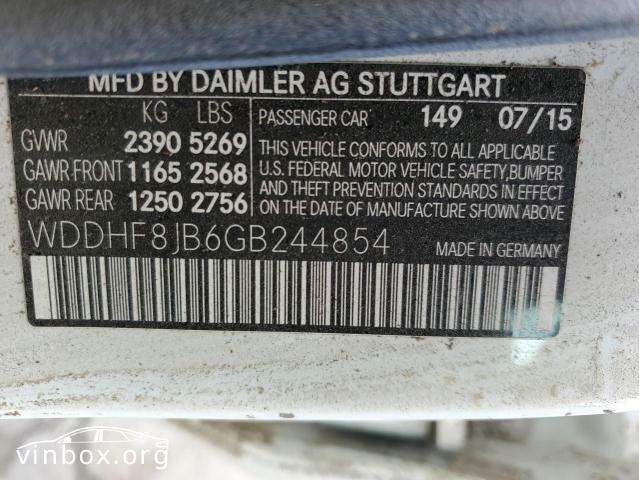 MFD BY DAIMLER AG STUTTGART
KG LBS
GVWR 2390 5269
GAWR FRONT 1165 2568
GAWR REAR 1250 2756
PASSENGER CAR 149 07/15
THIS VEHICLE CONFORMS TO ALL APPLICABLE
U.S. FEDERAL MOTOR VEHICLE SAFETY, BUMPER
AND THEFT PREVENTION STANDARDS IN EFFECT
ON THE DATE OF MANUFACTURE SHOWN ABOVE
WDDHF8JB6GB244854 MADE IN GERMANY
vinbox.org